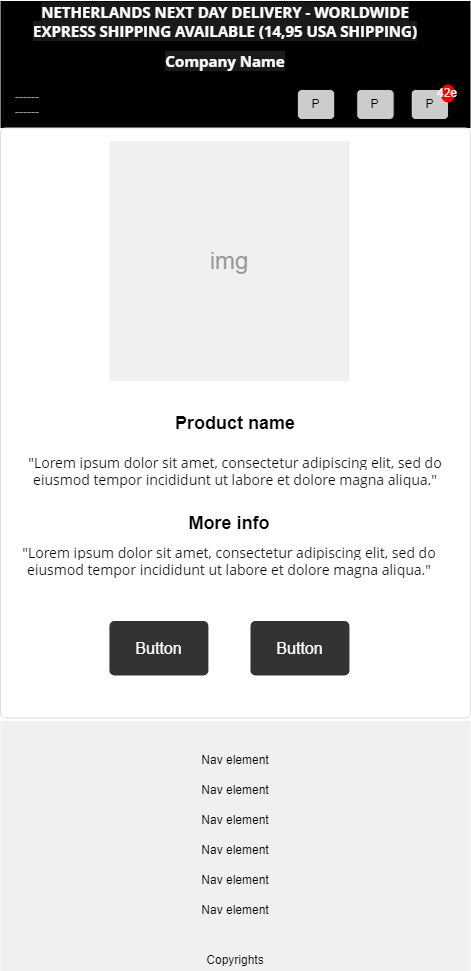 NETHERLANDS NEXT DAY DELIVERY - WORLDWIDE
EXPRESS SHIPPING AVAILABLE (14,95 USA SHIPPING)
Company Name
P P P 42e
img
Product name
"Lorem ipsum dolor sit amet, consectetur adipiscing elit, sed do
eiusmod tempor incididunt ut labore et dolore magna aliqua."
More info
"Lorem ipsum dolor sit amet, consectetur adipiscing elit, sed do
eiusmod tempor incididunt ut labore et dolore magna aliqua."
Button Button
Nav element
Nav element
Nav element
Nav element
Nav element
Nav element
Copyrights